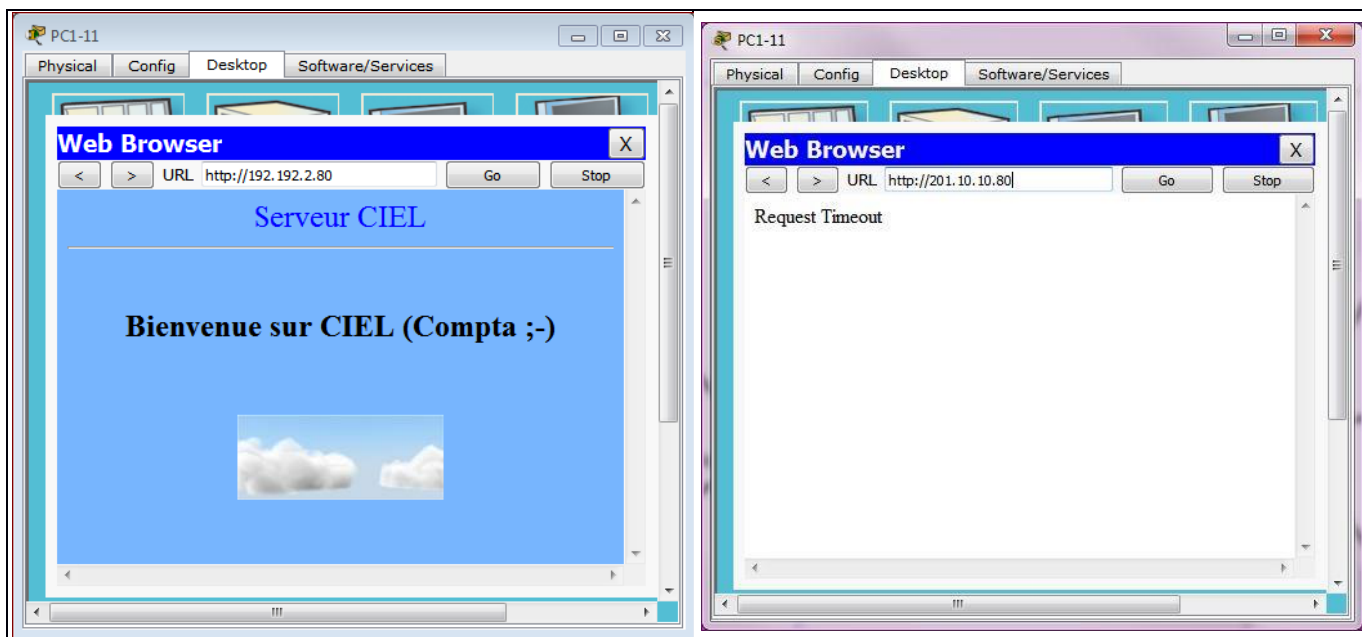 PC1-11
Physical Config Desktop Software/Services
Web Browser X
< > URL http://192.192.2.80 Go Stop
Serveur CIEL
Bienvenue sur CIEL (Compta ;-)
PC1-11
Physical Config Desktop Software/Services
Web Browser X
< > URL http://201.10.10.80 Go Stop
Request Timeout